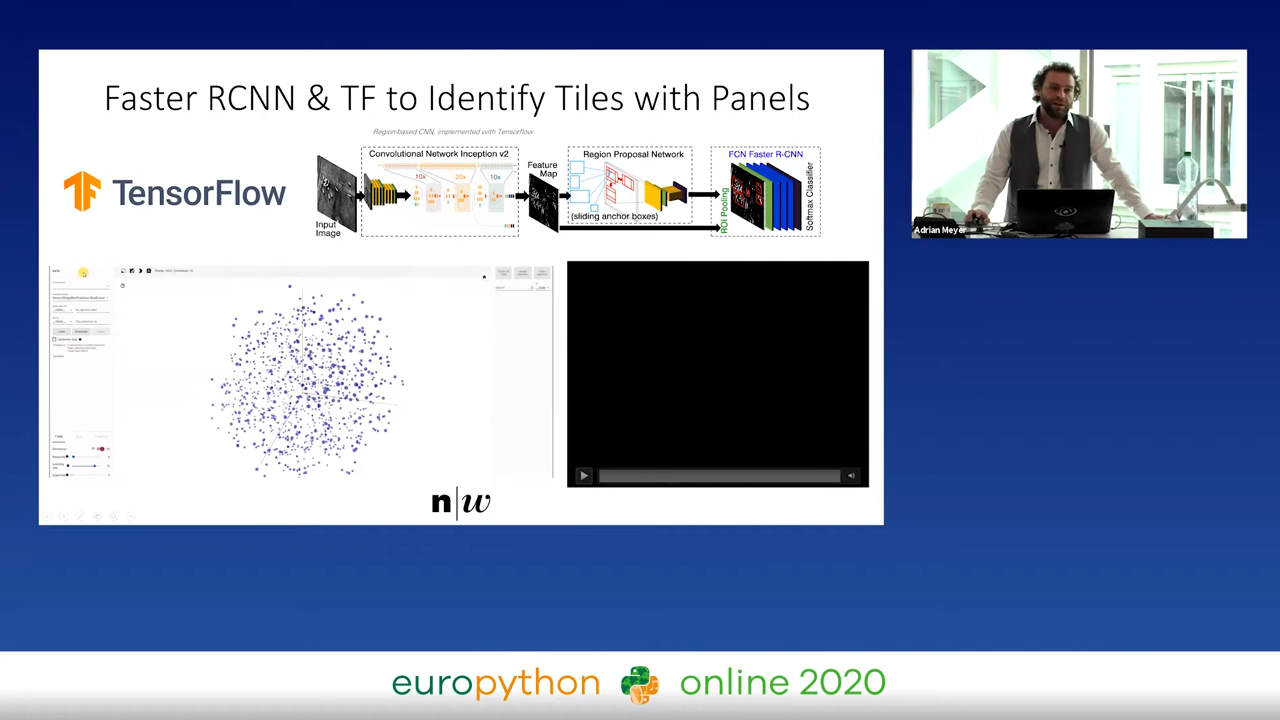 Faster RCNN & TF to Identify Tiles with Panels
Region-based CNN, implemented with Tensorflow
TensorFlow
Convolutional Network Inception v2
10x
20x
10x
Input
Image
Feature
Map
Region Proposal Network
(sliding anchor boxes)
FCN Faster R-CNN
ROI Pooling
Softmax Classifier
DATA
n|w
Adrian Meyer
europython
online 2020